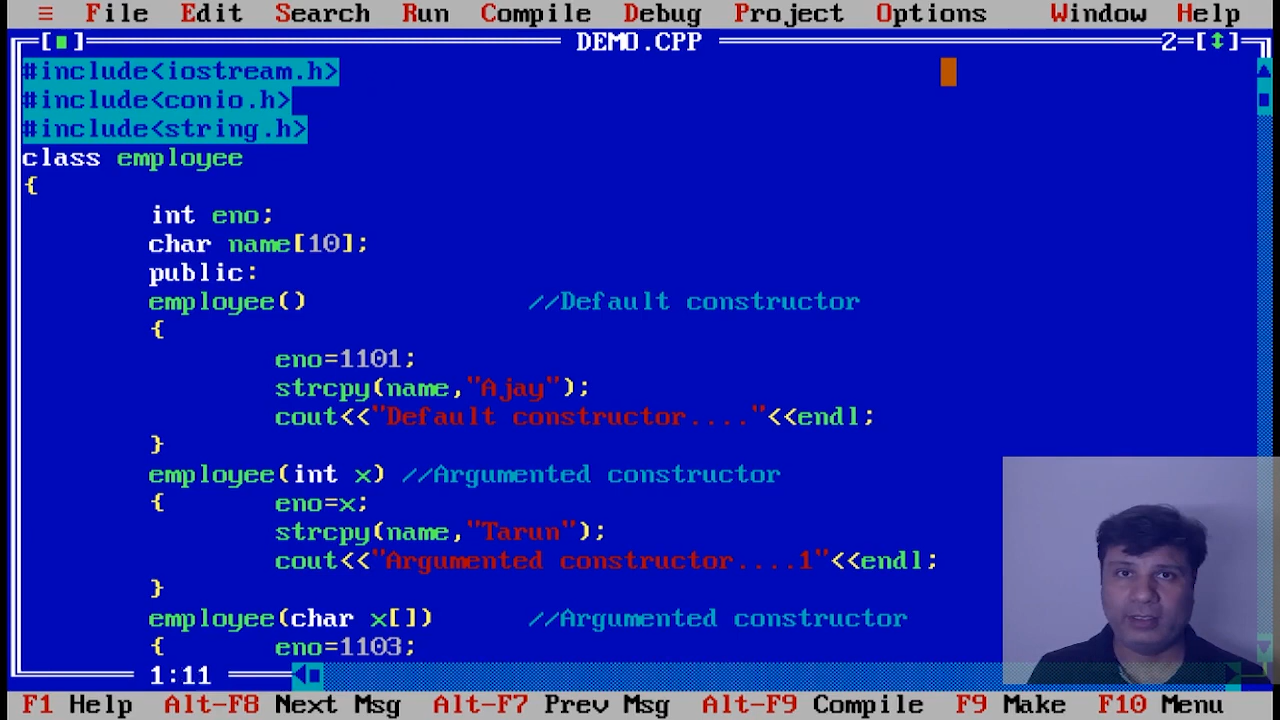 ≡ File Edit Search Run Compile Debug Project Options Window Help
[■] DEMO.CPP 2=[↕]
#include<iostream.h>
#include<conio.h>
#include<string.h>
class employee
{
int eno;
char name[10];
public:
employee() //Default constructor
{
eno=1101;
strcpy(name,"Ajay");
cout<<"Default constructor...."<<endl;
}
employee(int x) //Argumented constructor
{ eno=x;
strcpy(name,"Tarun");
cout<<"Argumented constructor....1"<<endl;
}
employee(char x[]) //Argumented constructor
{ eno=1103;
1:11
F1 Help Alt-F8 Next Msg Alt-F7 Prev Msg Alt-F9 Compile F9 Make F10 Menu